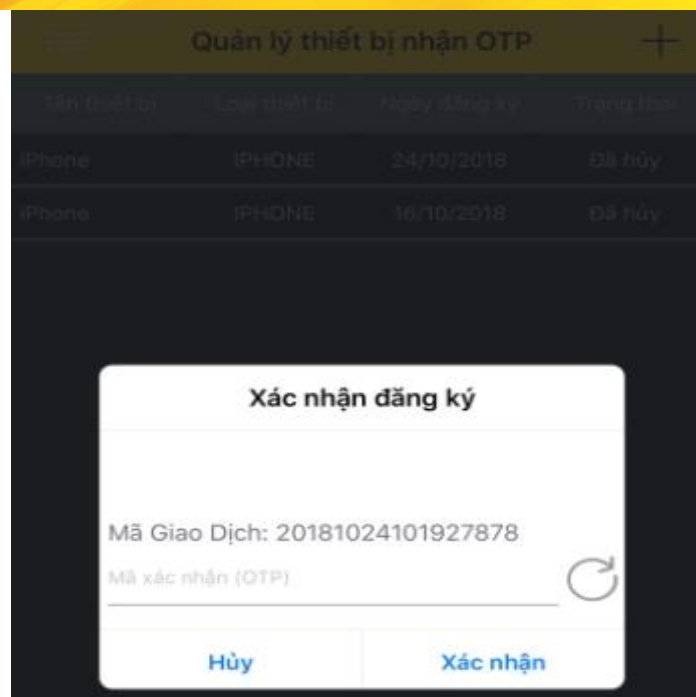 Quản lý thiết bị nhận OTP
Tên thiết bị Loại thiết bị Ngày đăng ký Trạng thái
iPhone IPHONE 24/10/2018 Đã hủy
iPhone IPHONE 16/10/2018 Đã hủy
Xác nhận đăng ký
Mã Giao Dịch: 20181024101927878
Mã xác nhận (OTP)
Hủy Xác nhận